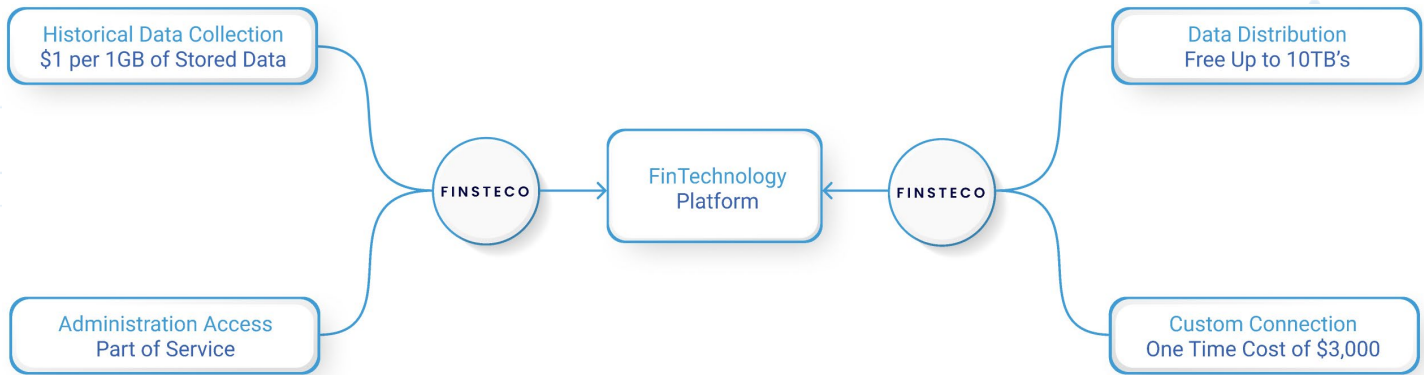 Historical Data Collection
$1 per 1GB of Stored Data
Administration Access
Part of Service
FINSTECO
FinTechnology
Platform
FINSTECO
Data Distribution
Free Up to 10TB’s
Custom Connection
One Time Cost of $3,000